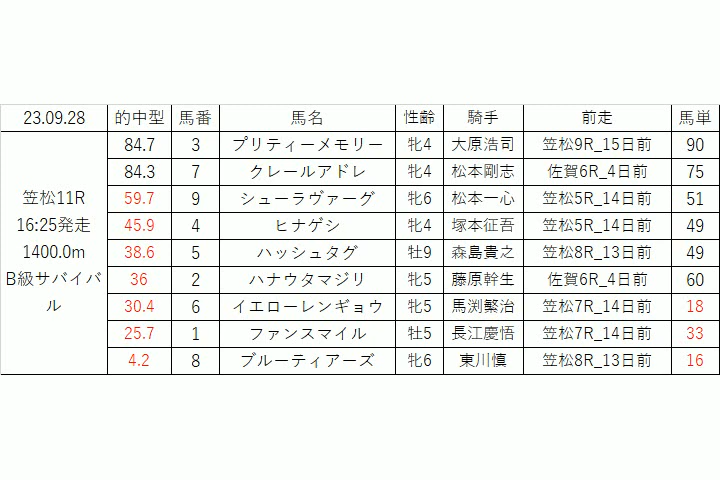 23.09.28 的中型 馬番 馬名 性齢 騎手 前走 馬単
笠松11R
16:25発走
1400.0m
B級サバイバ
ル
84.7 3 プリティーメモリー 牝4 大原浩司 笠松9R_15日前 90
84.3 7 クレールアドレ 牝4 松本剛志 佐賀6R_4日前 75
59.7 9 シューラヴァーグ 牝6 松本一心 笠松5R_14日前 51
45.9 4 ヒナゲシ 牝4 塚本征吾 笠松5R_14日前 49
38.6 5 ハッシュタグ 牡9 森島貴之 笠松8R_13日前 49
36 2 ハナウタマジリ 牝5 藤原幹生 佐賀6R_4日前 60
30.4 6 イエローレンギョウ 牝5 馬渕繁治 笠松7R_14日前 18
25.7 1 ファンスマイル 牡5 長江慶悟 笠松7R_14日前 33
4.2 8 ブルーティアーズ 牝6 東川慎 笠松8R_13日前 16